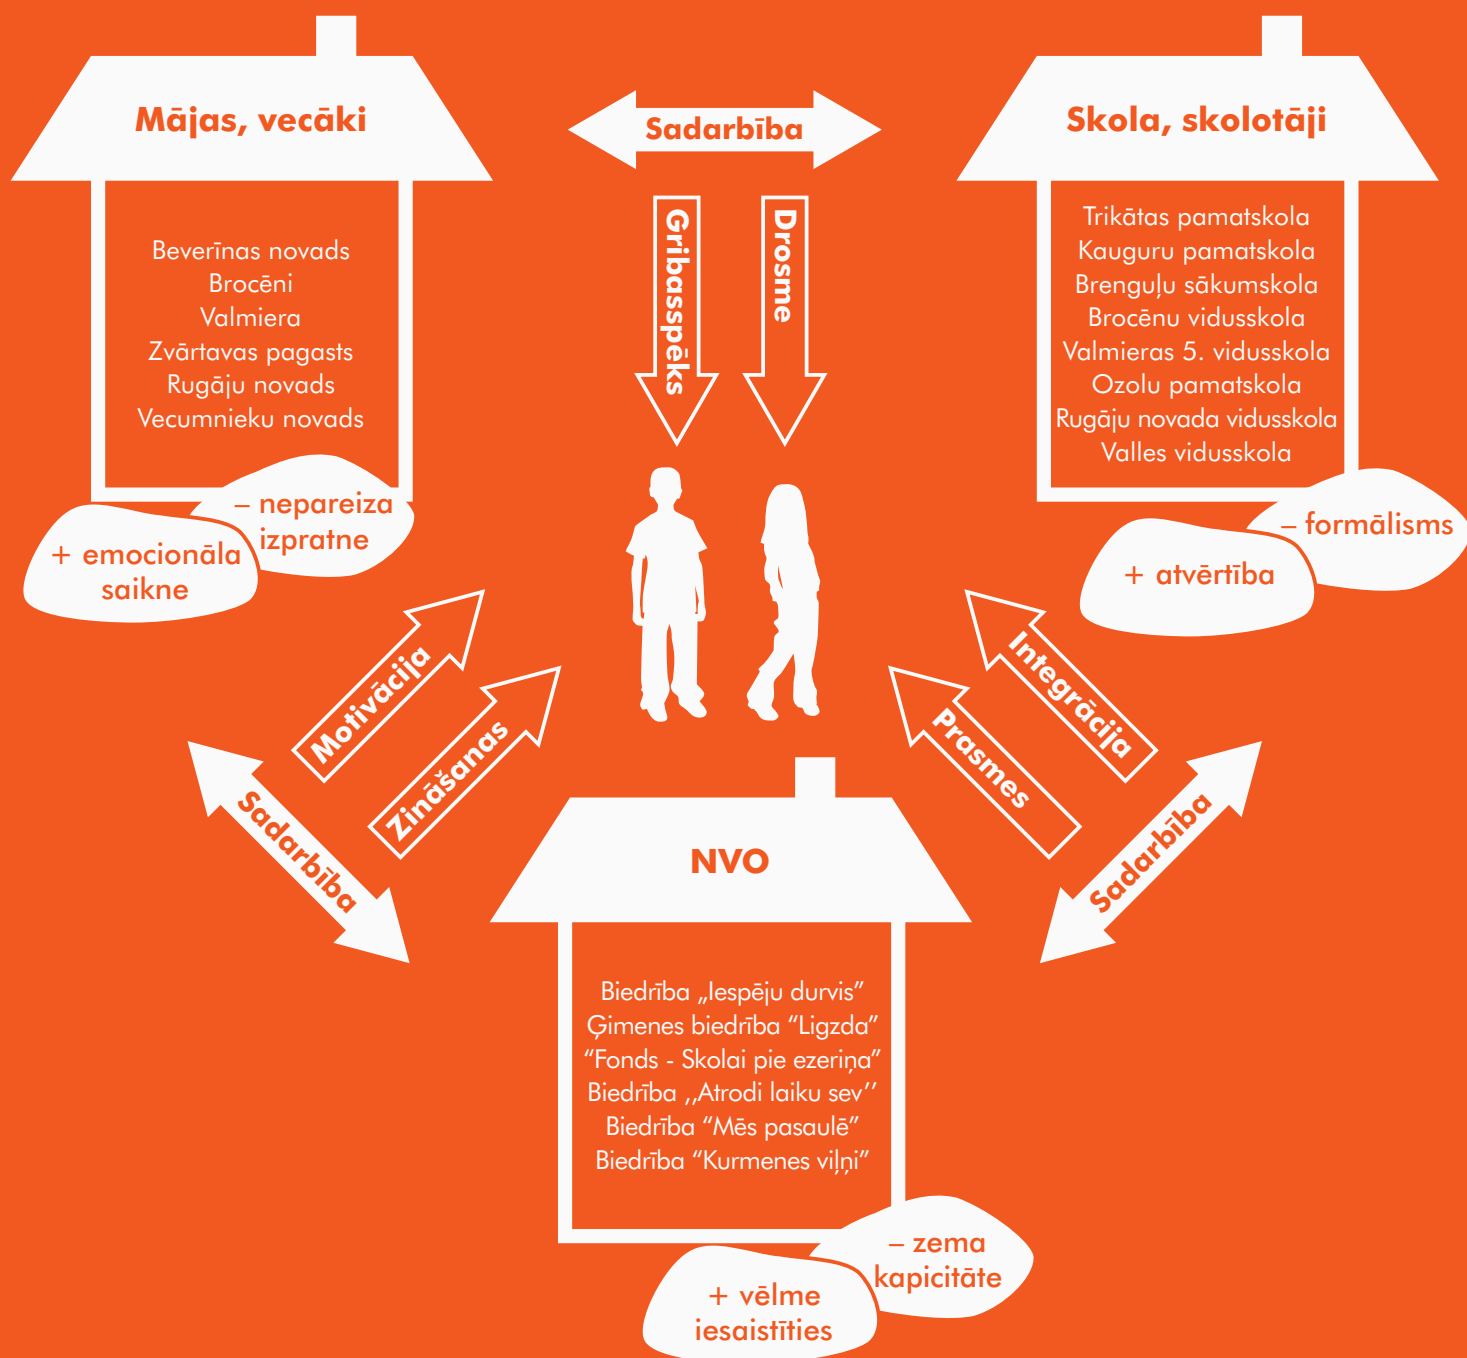 Mājas, vecāki
Beverīnas novads
Brocēni
Valmiera
Zvārtavas pagasts
Rugāju novads
Vecumnieku novads
– nepareiza
izpratne
+ emocionāla
saikne
Sadarbība
Gribasspēks
Drosme
Skola, skolotāji
Trikātas pamatskola
Kauguru pamatskola
Brenguļu sākumskola
Brocēnu vidusskola
Valmieras 5. vidusskola
Ozolu pamatskola
Rugāju novada vidusskola
Valles vidusskola
– formālisms
+ atvērtība
Motivācija
Zināšanas
Sadarbība
Integrācija
Prasmes
Sadarbība
NVO
Biedrība „Iespēju durvis”
Ģimenes biedrība “Ligzda”
“Fonds - Skolai pie ezeriņa”
Biedrība ,,Atrodi laiku sev’’
Biedrība “Mēs pasaulē”
Biedrība “Kurmenes viļņi”
– zema
kapicitāte
+ vēlme
iesaistīties